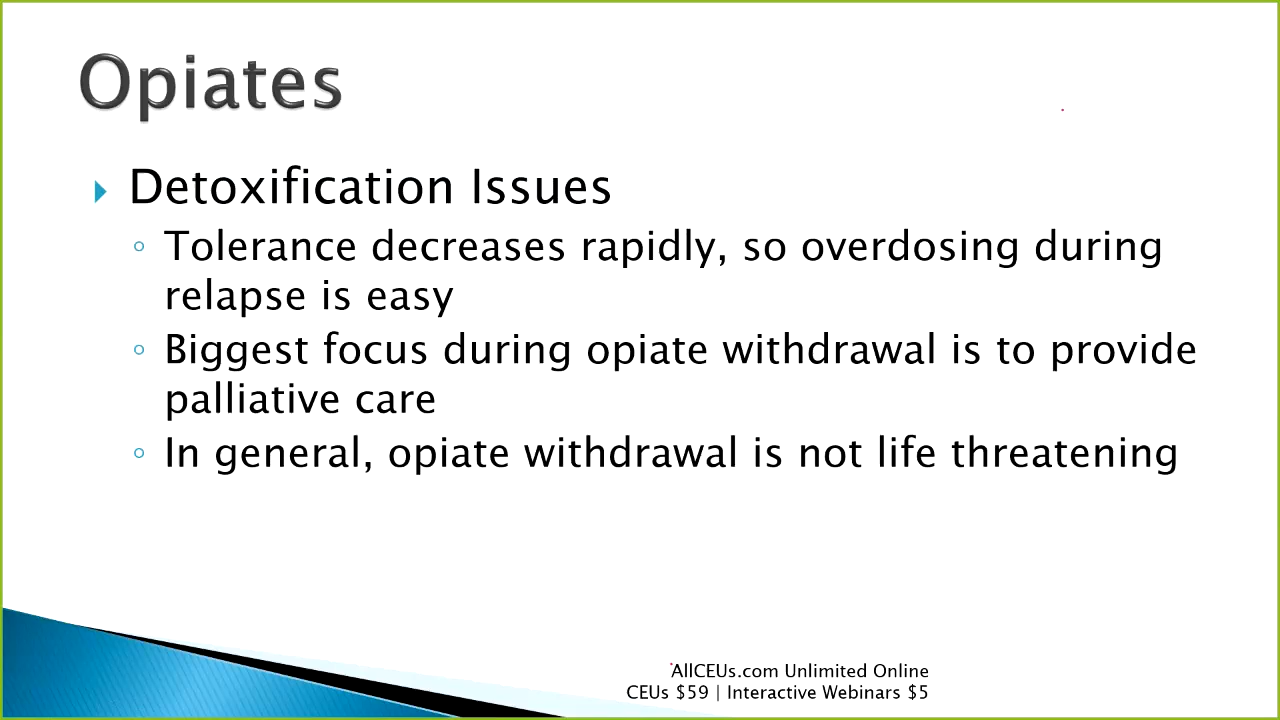 Opiates
Detoxification Issues
Tolerance decreases rapidly, so overdosing during
relapse is easy
Biggest focus during opiate withdrawal is to provide
palliative care
In general, opiate withdrawal is not life threatening
AllCEUs.com Unlimited Online
CEUs $59 | Interactive Webinars $5